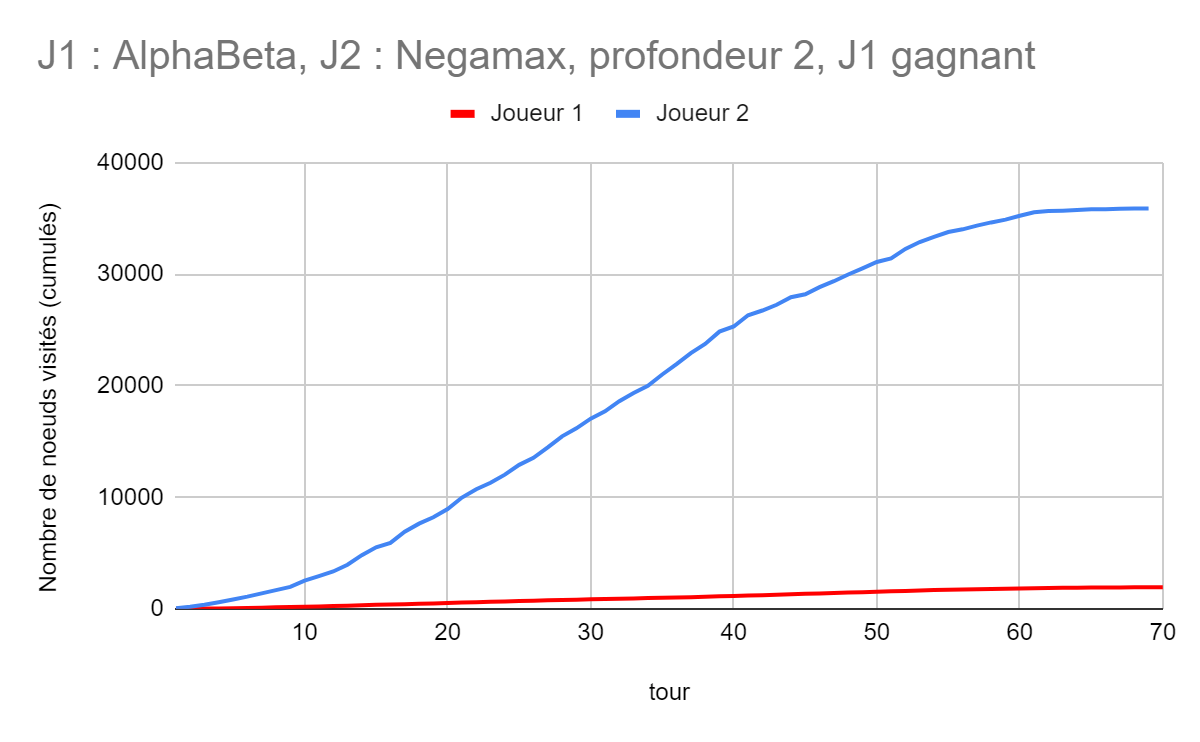 J1 : AlphaBeta, J2 : Negamax, profondeur 2, J1 gagnant
Joueur 1 Joueur 2
Nombre de noeuds visités (cumulés)
40000
30000
20000
10000
0
10 20 30 40 50 60 70
tour